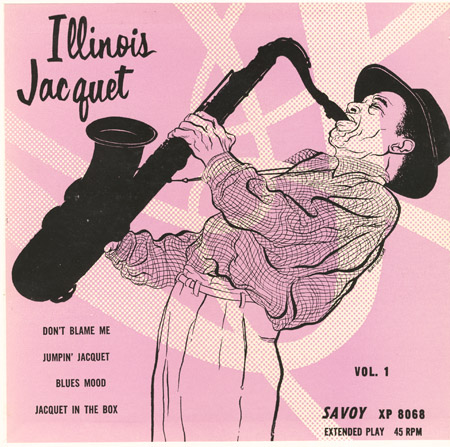 Illinois
Jacquet
DON'T BLAME ME
JUMPIN' JACQUET
BLUES MOOD
JACQUET IN THE BOX
VOL. 1
SAVOY XP 8068
EXTENDED PLAY 45 RPM